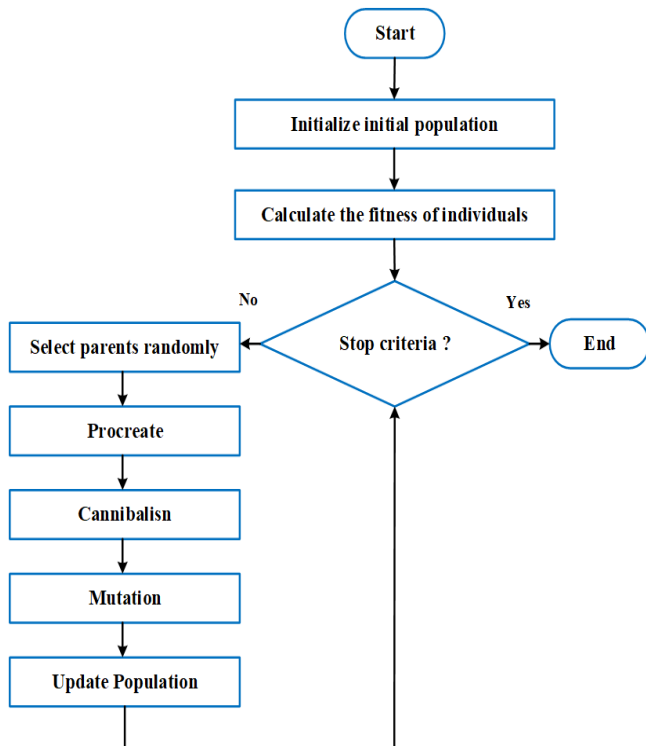 Start
Initialize initial population
Calculate the fitness of individuals
No
Yes
Select parents randomly
Stop criteria ?
End
Procreate
Cannibalisn
Mutation
Update Population